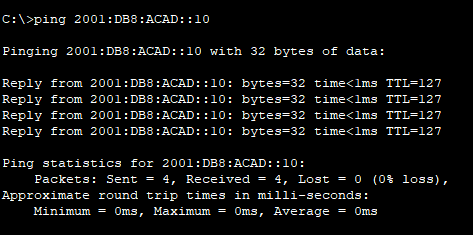 C:\>ping 2001:DB8:ACAD::10
Pinging 2001:DB8:ACAD::10 with 32 bytes of data:
Reply from 2001:DB8:ACAD::10: bytes=32 time<1ms TTL=127
Reply from 2001:DB8:ACAD::10: bytes=32 time<1ms TTL=127
Reply from 2001:DB8:ACAD::10: bytes=32 time<1ms TTL=127
Reply from 2001:DB8:ACAD::10: bytes=32 time<1ms TTL=127
Ping statistics for 2001:DB8:ACAD::10:
Packets: Sent = 4, Received = 4, Lost = 0 (0% loss),
Approximate round trip times in milli-seconds:
Minimum = 0ms, Maximum = 0ms, Average = 0ms